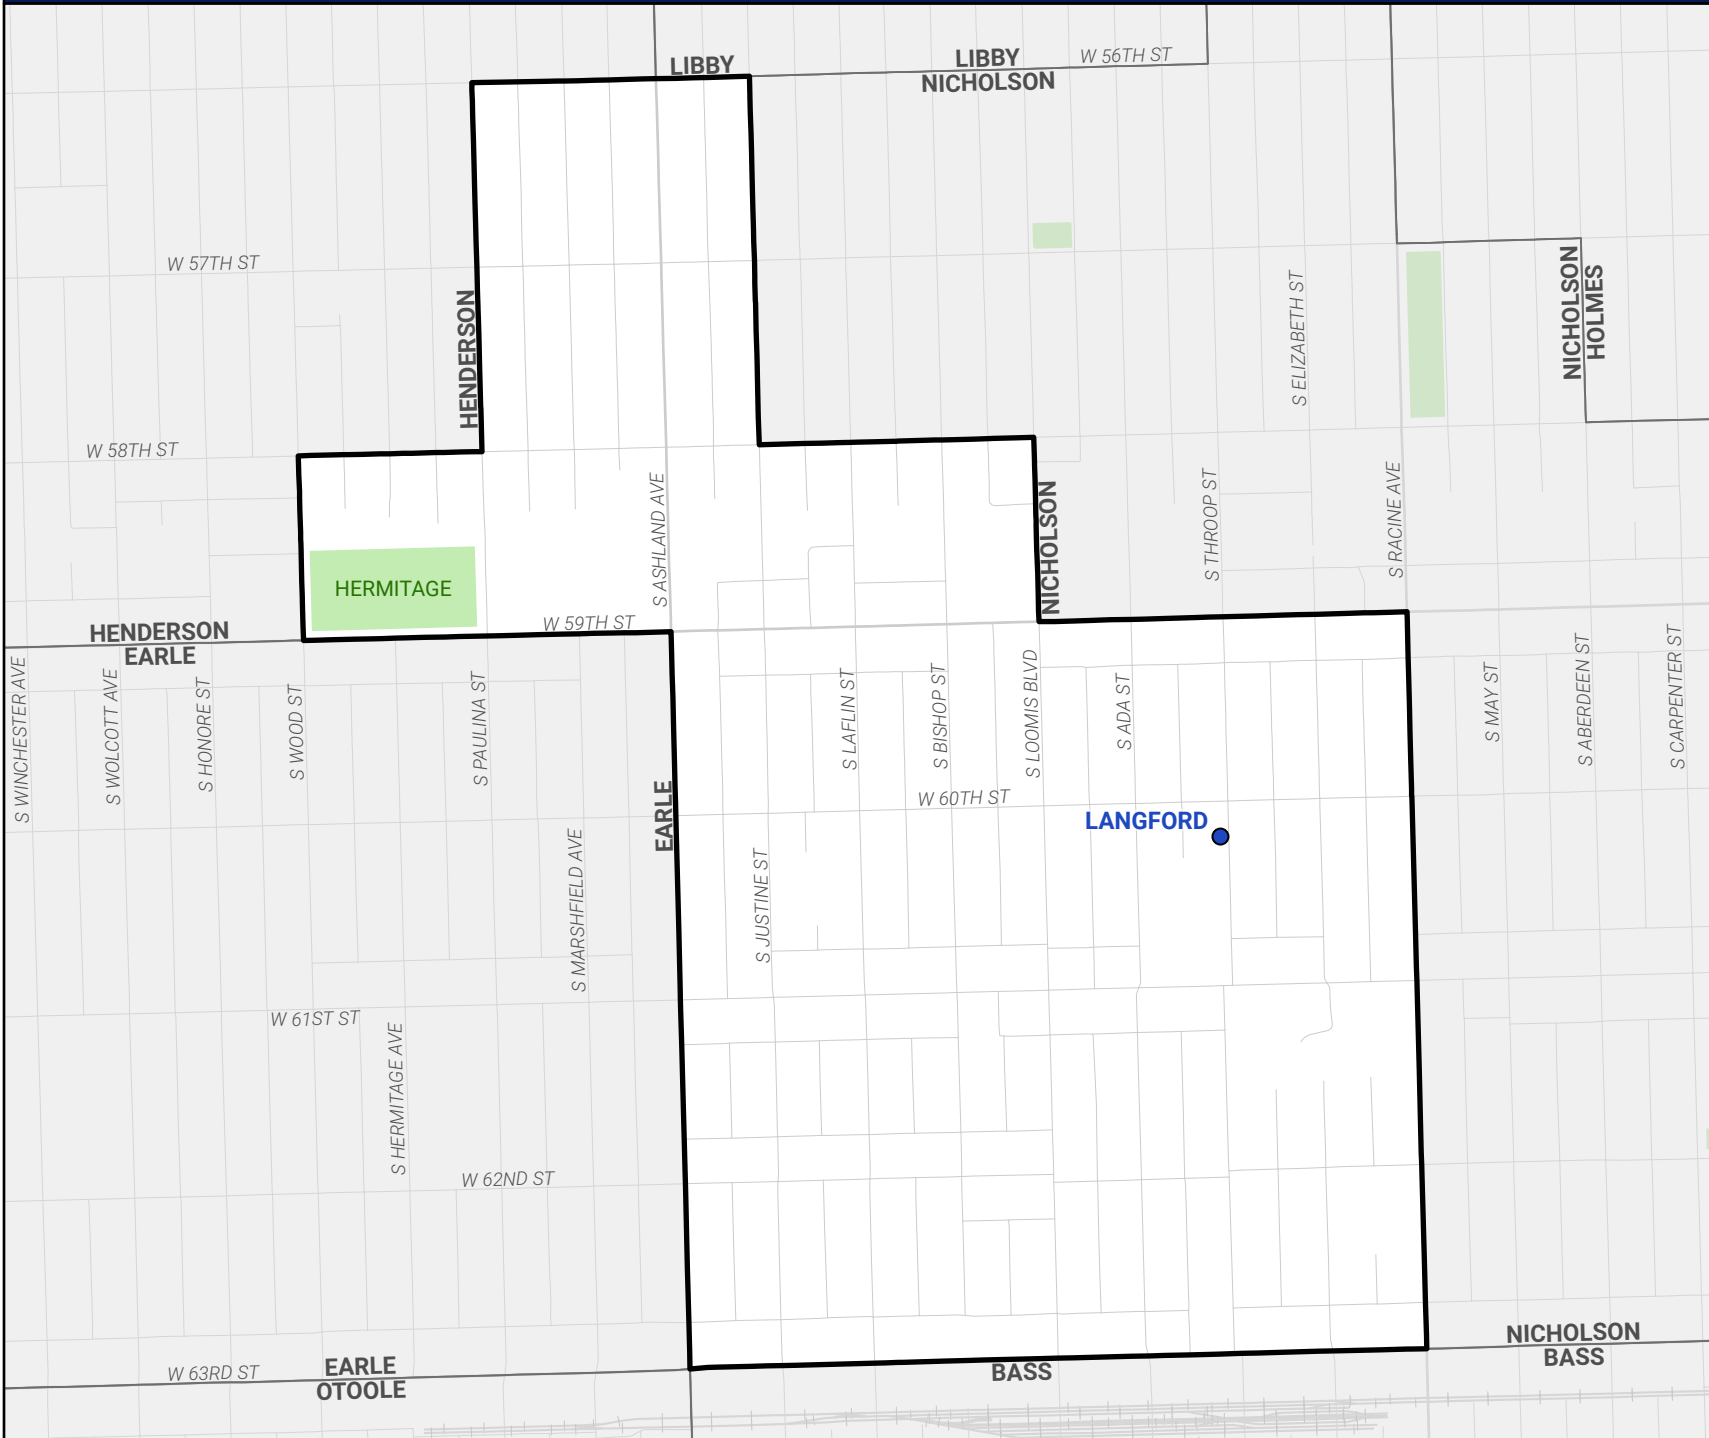 LIBBY
LIBBY
W 56TH ST
NICHOLSON
W 57TH ST
HENDERSON
S ELIZABETH ST
NICHOLSON
HOLMES
W 58TH ST
S ASHLAND AVE
NICHOLSON
S THROOP ST
S RACINE AVE
HERMITAGE
W 59TH ST
HENDERSON
EARLE
S WINCHESTER AVE
S WOLCOTT AVE
S HONORE ST
S WOOD ST
S PAULINA ST
S LAFLIN ST
S BISHOP ST
S LOOMIS BLVD
S ADA ST
S MAY ST
S ABERDEEN ST
S CARPENTER ST
EARLE
W 60TH ST
LANGFORD
S MARSHFIELD AVE
S JUSTINE ST
W 61ST ST
S HERMITAGE AVE
W 62ND ST
W 63RD ST
EARLE
OTOOLE
BASS
NICHOLSON
BASS